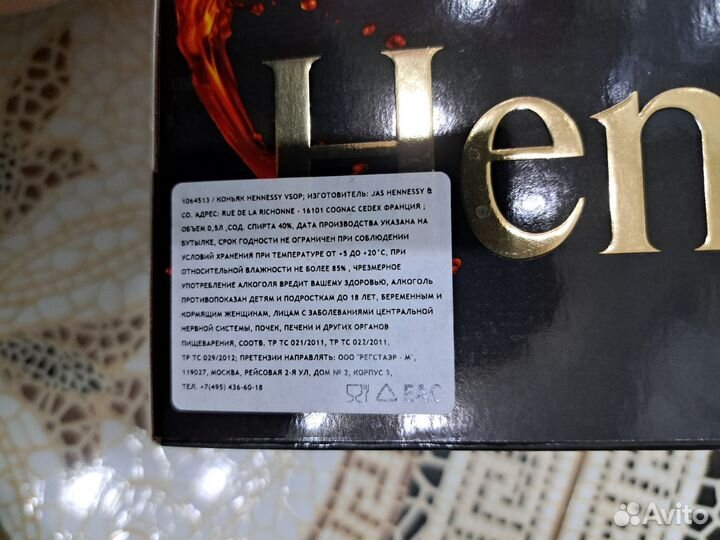 Hen
1064513 / КОНЬЯК HENNESSY VSOP; ИЗГОТОВИТЕЛЬ: JAS HENNESSY &
CO. АДРЕС: RUE DE LA RICHONNE - 16101 COGNAC CEDEX ФРАНЦИЯ ;
ОБЪЕМ 0,5Л ,СОД. СПИРТА 40%, ДАТА ПРОИЗВОДСТВА УКАЗАНА НА
БУТЫЛКЕ, СРОК ГОДНОСТИ НЕ ОГРАНИЧЕН ПРИ СОБЛЮДЕНИИ
УСЛОВИЙ ХРАНЕНИЯ ПРИ ТЕМПЕРАТУРЕ ОТ +5 ДО +20°С, ПРИ
ОТНОСИТЕЛЬНОЙ ВЛАЖНОСТИ НЕ БОЛЕЕ 85% , ЧРЕЗМЕРНОЕ
УПОТРЕБЛЕНИЕ АЛКОГОЛЯ ВРЕДИТ ВАШЕМУ ЗДОРОВЬЮ, АЛКОГОЛЬ
ПРОТИВОПОКАЗАН ДЕТЯМ И ПОДРОСТКАМ ДО 18 ЛЕТ, БЕРЕМЕННЫМ И
КОРМЯЩИМ ЖЕНЩИНАМ, ЛИЦАМ С ЗАБОЛЕВАНИЯМИ ЦЕНТРАЛЬНОЙ
НЕРВНОЙ СИСТЕМЫ, ПОЧЕК, ПЕЧЕНИ И ДРУГИХ ОРГАНОВ
ПИЩЕВАРЕНИЯ, СООТВ. ТР ТС 021/2011, ТР ТС 022/2011,
ТР ТС 029/2012; ПРЕТЕНЗИИ НАПРАВЛЯТЬ: ООО "РЕГСТАЭР - М",
119027, МОСКВА, РЕЙСОВАЯ 2-Я УЛ, ДОМ № 2, КОРПУС 3,
ТЕЛ. +7(495) 436-60-18
EAC
Avito